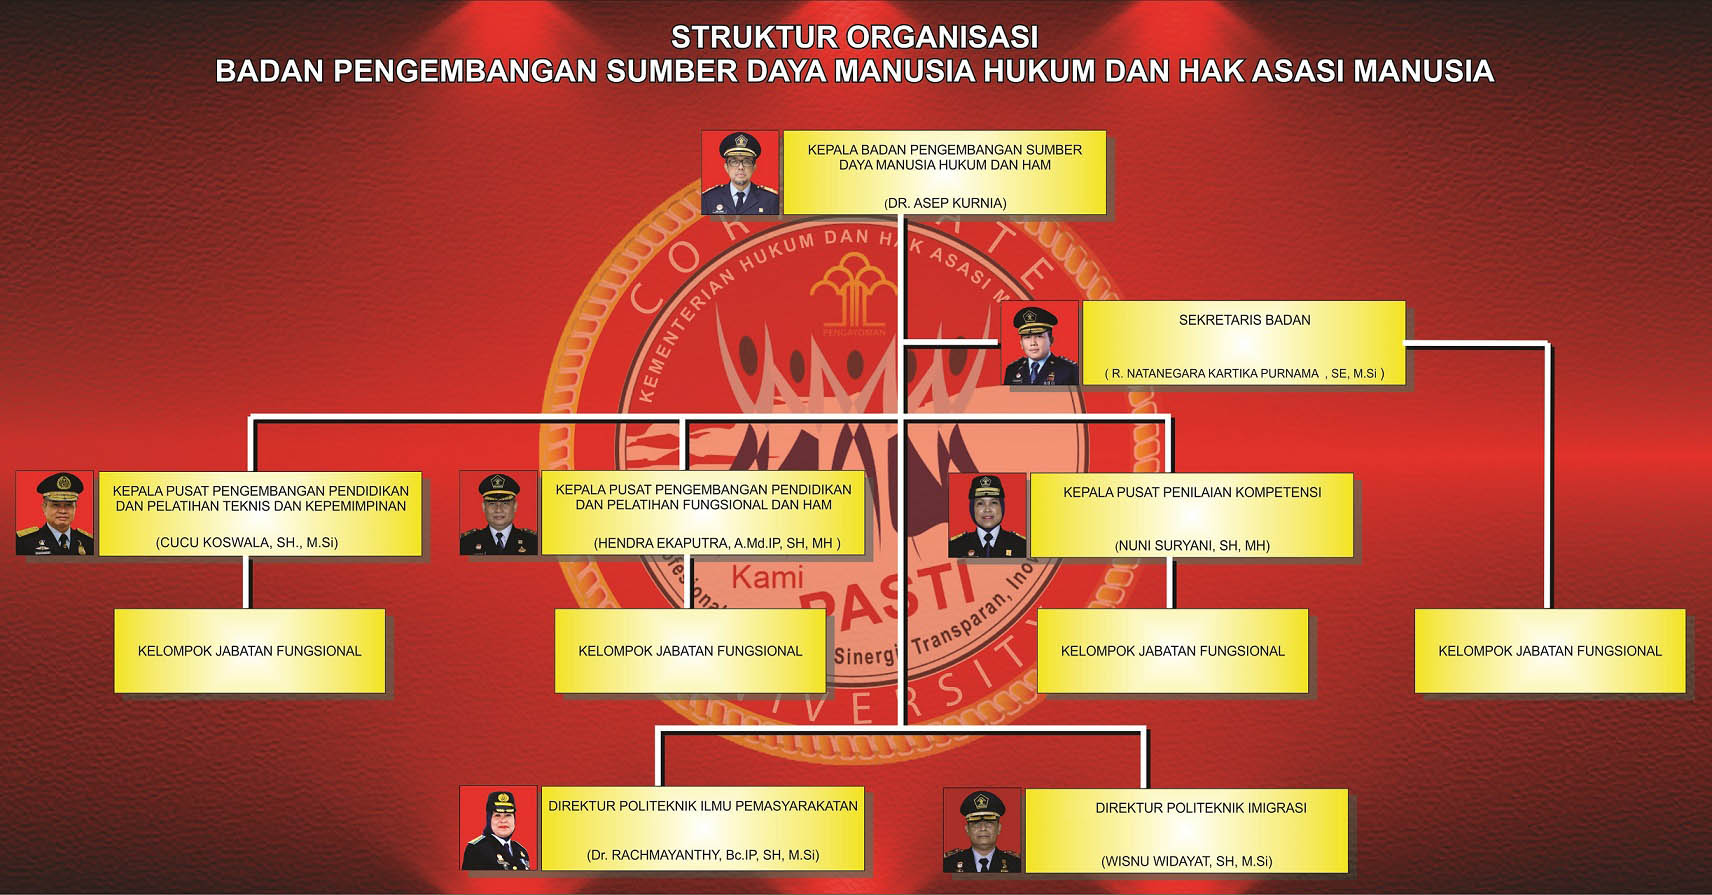 STRUKTUR ORGANISASI
BADAN PENGEMBANGAN SUMBER DAYA MANUSIA HUKUM DAN HAK ASASI MANUSIA
KEPALA BADAN PENGEMBANGAN SUMBER
DAYA MANUSIA HUKUM DAN HAM
(DR. ASEP KURNIA)
KEMENTERIAN HUKUM DAN HAK ASASI
PENGAYOMAN
SEKRETARIS BADAN
( R. NATANEGARA KARTIKA PURNAMA , SE, M.Si )
KEPALA PUSAT PENGEMBANGAN PENDIDIKAN
DAN PELATIHAN TEKNIS DAN KEPEMIMPINAN
(CUCU KOSWALA, SH., M.Si)
KEPALA PUSAT PENGEMBANGAN PENDIDIKAN
DAN PELATIHAN FUNGSIONAL DAN HAM
(HENDRA EKAPUTRA, A.Md.IP, SH, MH )
KEPALA PUSAT PENILAIAN KOMPETENSI
(NUNI SURYANI, SH, MH)
Kami
PASTI
Sinergi Transparan,
KELOMPOK JABATAN FUNGSIONAL
KELOMPOK JABATAN FUNGSIONAL
KELOMPOK JABATAN FUNGSIONAL
KELOMPOK JABATAN FUNGSIONAL
DIREKTUR POLITEKNIK ILMU PEMASYARAKATAN
(Dr. RACHMAYANTHY, Bc.IP, SH, M.Si)
DIREKTUR POLITEKNIK IMIGRASI
(WISNU WIDAYAT, SH, M.Si)